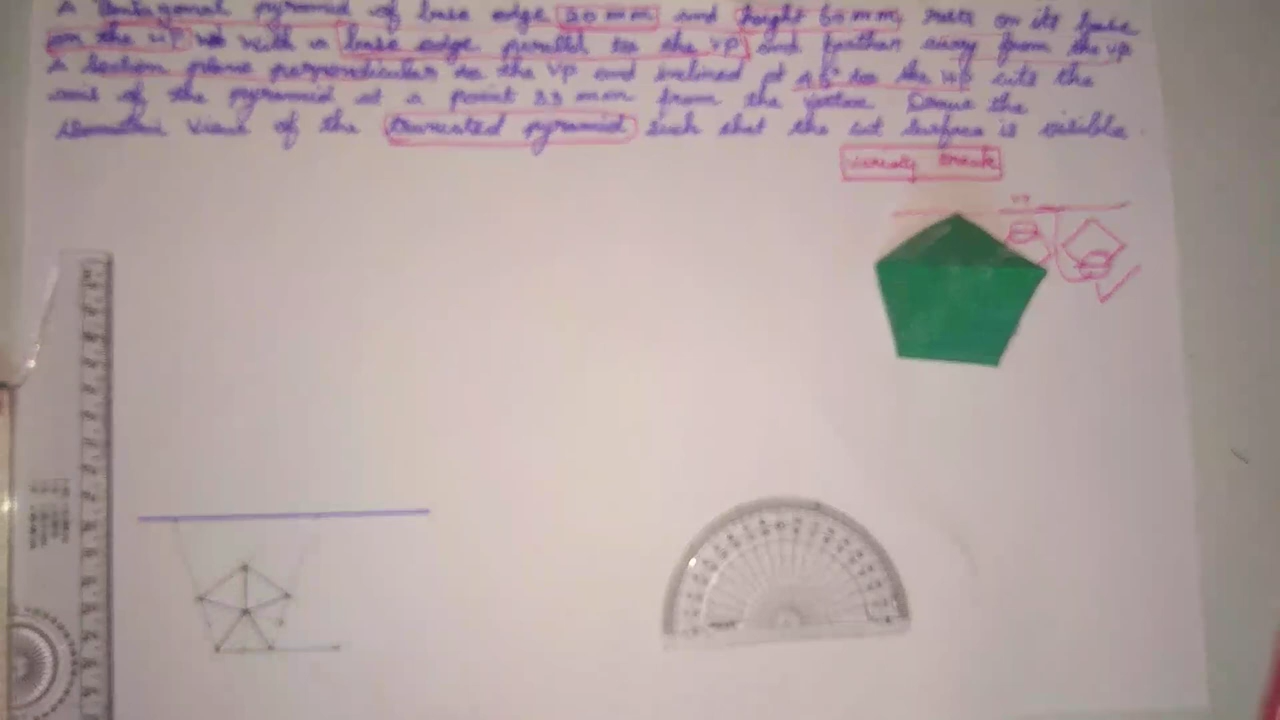 A Pentagonal pyramid of base edge 30 mm and height 60 mm, rests on its base
on the HP with a base edge parallel to the VP and farther away from the VP
A section plane perpendicular to the VP and inclined at 45° to the HP cuts the
axis of the pyramid at a point from the vertex. Draw the
isometric view of the truncated pyramid such that the cut surface is visible.
VP